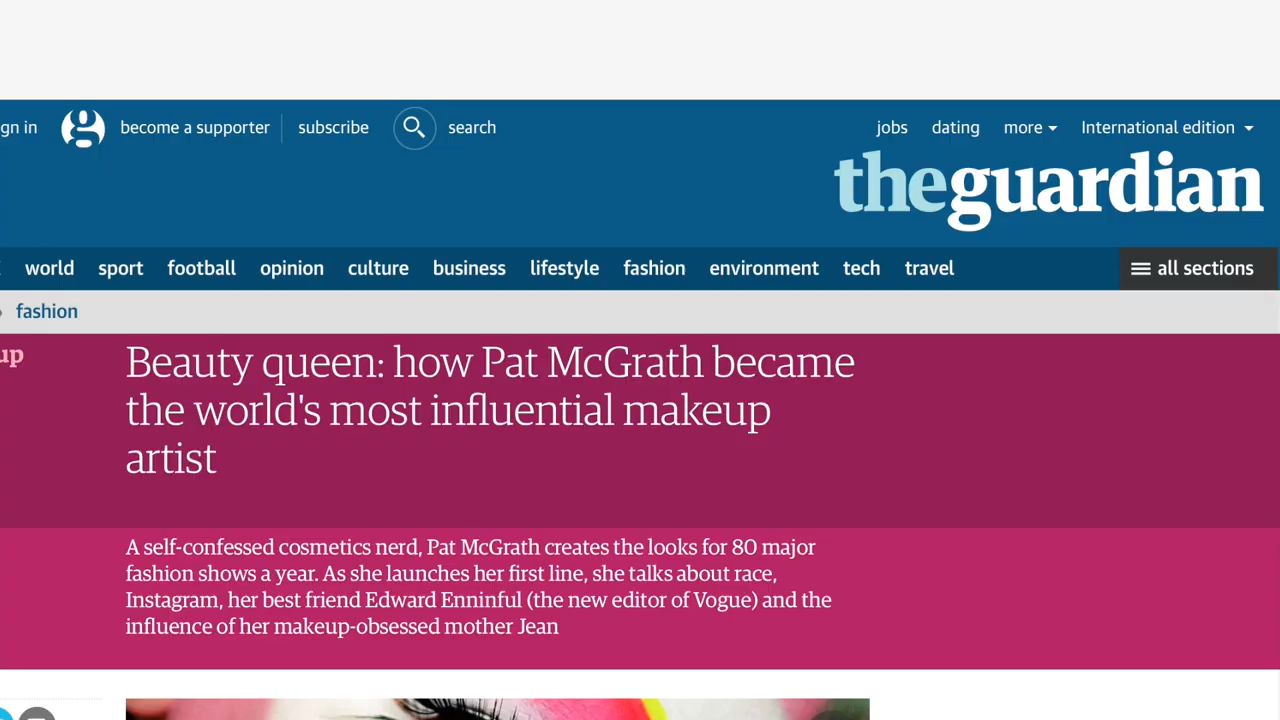 gn in become a supporter subscribe search jobs dating more International edition
theguardian
world sport football opinion culture business lifestyle fashion environment tech travel all sections
fashion
up
Beauty queen: how Pat McGrath became
the world's most influential makeup
artist
A self-confessed cosmetics nerd, Pat McGrath creates the looks for 80 major
fashion shows a year. As she launches her first line, she talks about race,
Instagram, her best friend Edward Enninful (the new editor of Vogue) and the
influence of her makeup-obsessed mother Jean